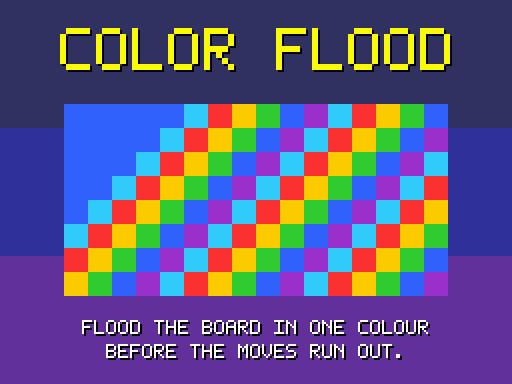 COLOR FLOOD
FLOOD THE BOARD IN ONE COLOUR
BEFORE THE MOVES RUN OUT.